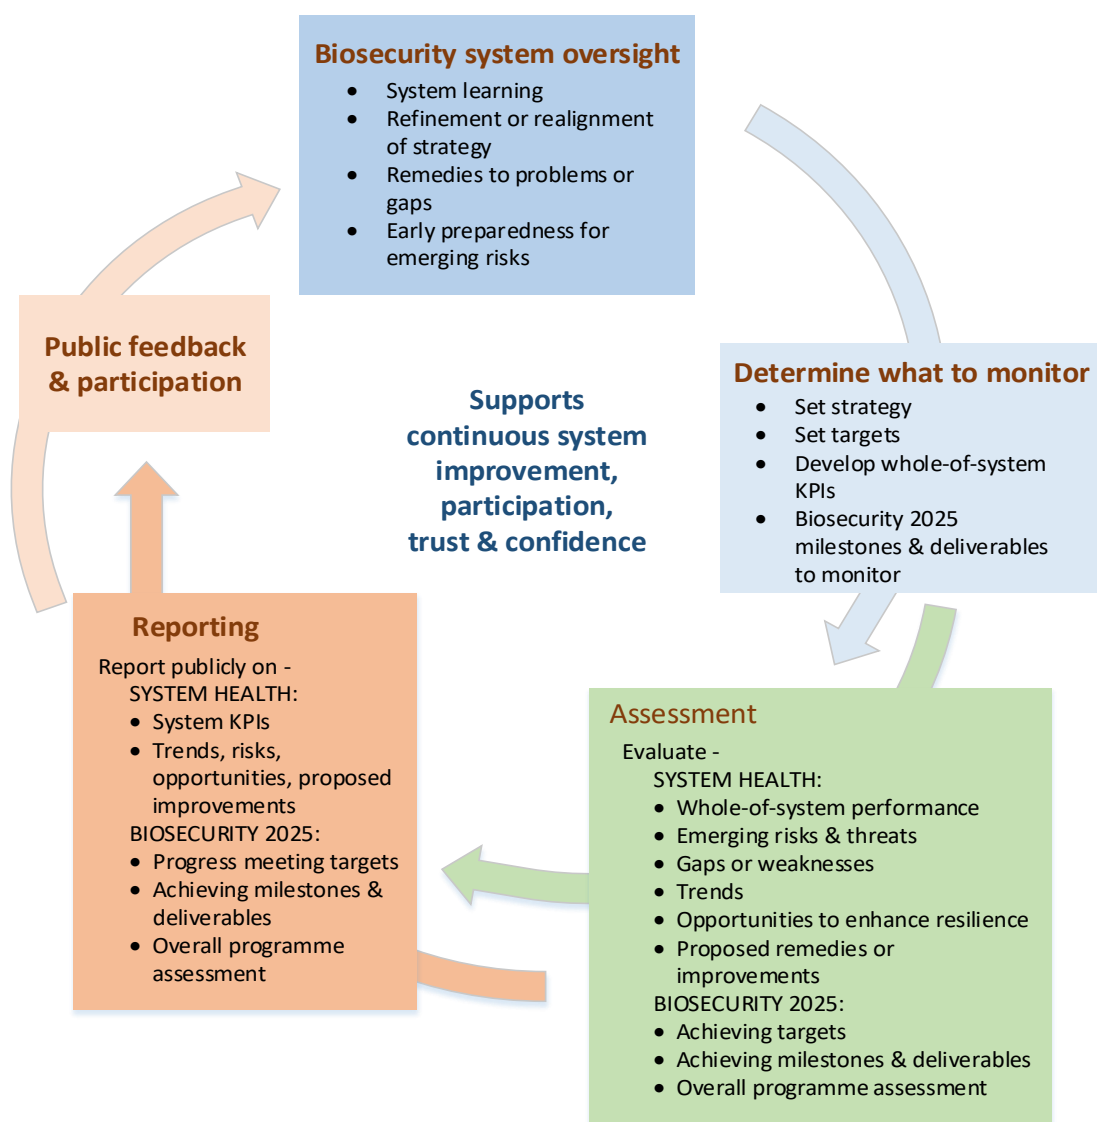 Biosecurity system oversight
• System learning
• Refinement or realignment
of strategy
• Remedies to problems or
gaps
• Early preparedness for
emerging risks
Public feedback
& participation
Supports
continuous system
improvement,
participation,
trust & confidence
Determine what to monitor
• Set strategy
• Set targets
• Develop whole-of-system
KPIs
• Biosecurity 2025
milestones & deliverables
to monitor
Assessment
Evaluate -
SYSTEM HEALTH:
• Whole-of-system performance
• Emerging risks & threats
• Gaps or weaknesses
• Trends
• Opportunities to enhance resilience
• Proposed remedies or
improvements
BIOSECURITY 2025:
• Achieving targets
• Achieving milestones & deliverables
• Overall programme assessment
Reporting
Report publicly on -
SYSTEM HEALTH:
• System KPIs
• Trends, risks,
opportunities, proposed
improvements
BIOSECURITY 2025:
• Progress meeting targets
• Achieving milestones &
deliverables
• Overall programme
assessment